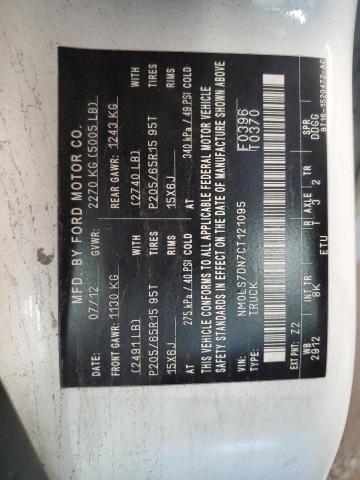 MFD. BY FORD MOTOR CO.
DATE: 07/12 GVWR: 2270 KG (5005 LB)
FRONT GAWR: 1130 KG REAR GAWR: 1243 KG
(2491 LB) WITH (2740 LB) WITH
P205/65R15 95T TIRES P205/65R15 95T TIRES
15X6J RIMS 15X6J RIMS
AT 275 kPa / 40 PSI COLD AT 340 kPa / 49 PSI COLD
THIS VEHICLE CONFORMS TO ALL APPLICABLE FEDERAL MOTOR VEHICLE
SAFETY STANDARDS IN EFFECT ON THE DATE OF MANUFACTURE SHOWN ABOVE
VIN: NM0LS7DN7CT121095 F0396
TYPE: TRUCK T0370
EXT PNT: Z2
WB INT TR R AXLE TR SPR
2912 8K T 3 2 DDGG
ETU 9T16-1520472-AC